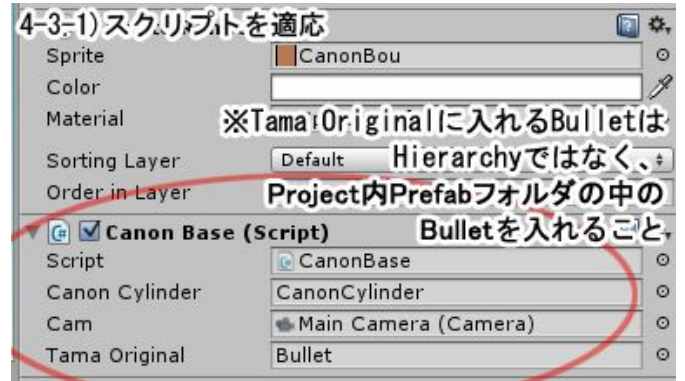 4-3-1)スクリプトを適応
Sprite
CanonBou
Color
Material
※Tama Originalに入れるBulletは
Sorting Layer
Default
Hierarchyではなく、
Order in Layer
Project内Prefabフォルダの中の
Canon Base (Script)
Bulletを入れること
Script
CanonBase
Canon Cylinder
CanonCylinder
Cam
Main Camera (Camera)
Tama Original
Bullet